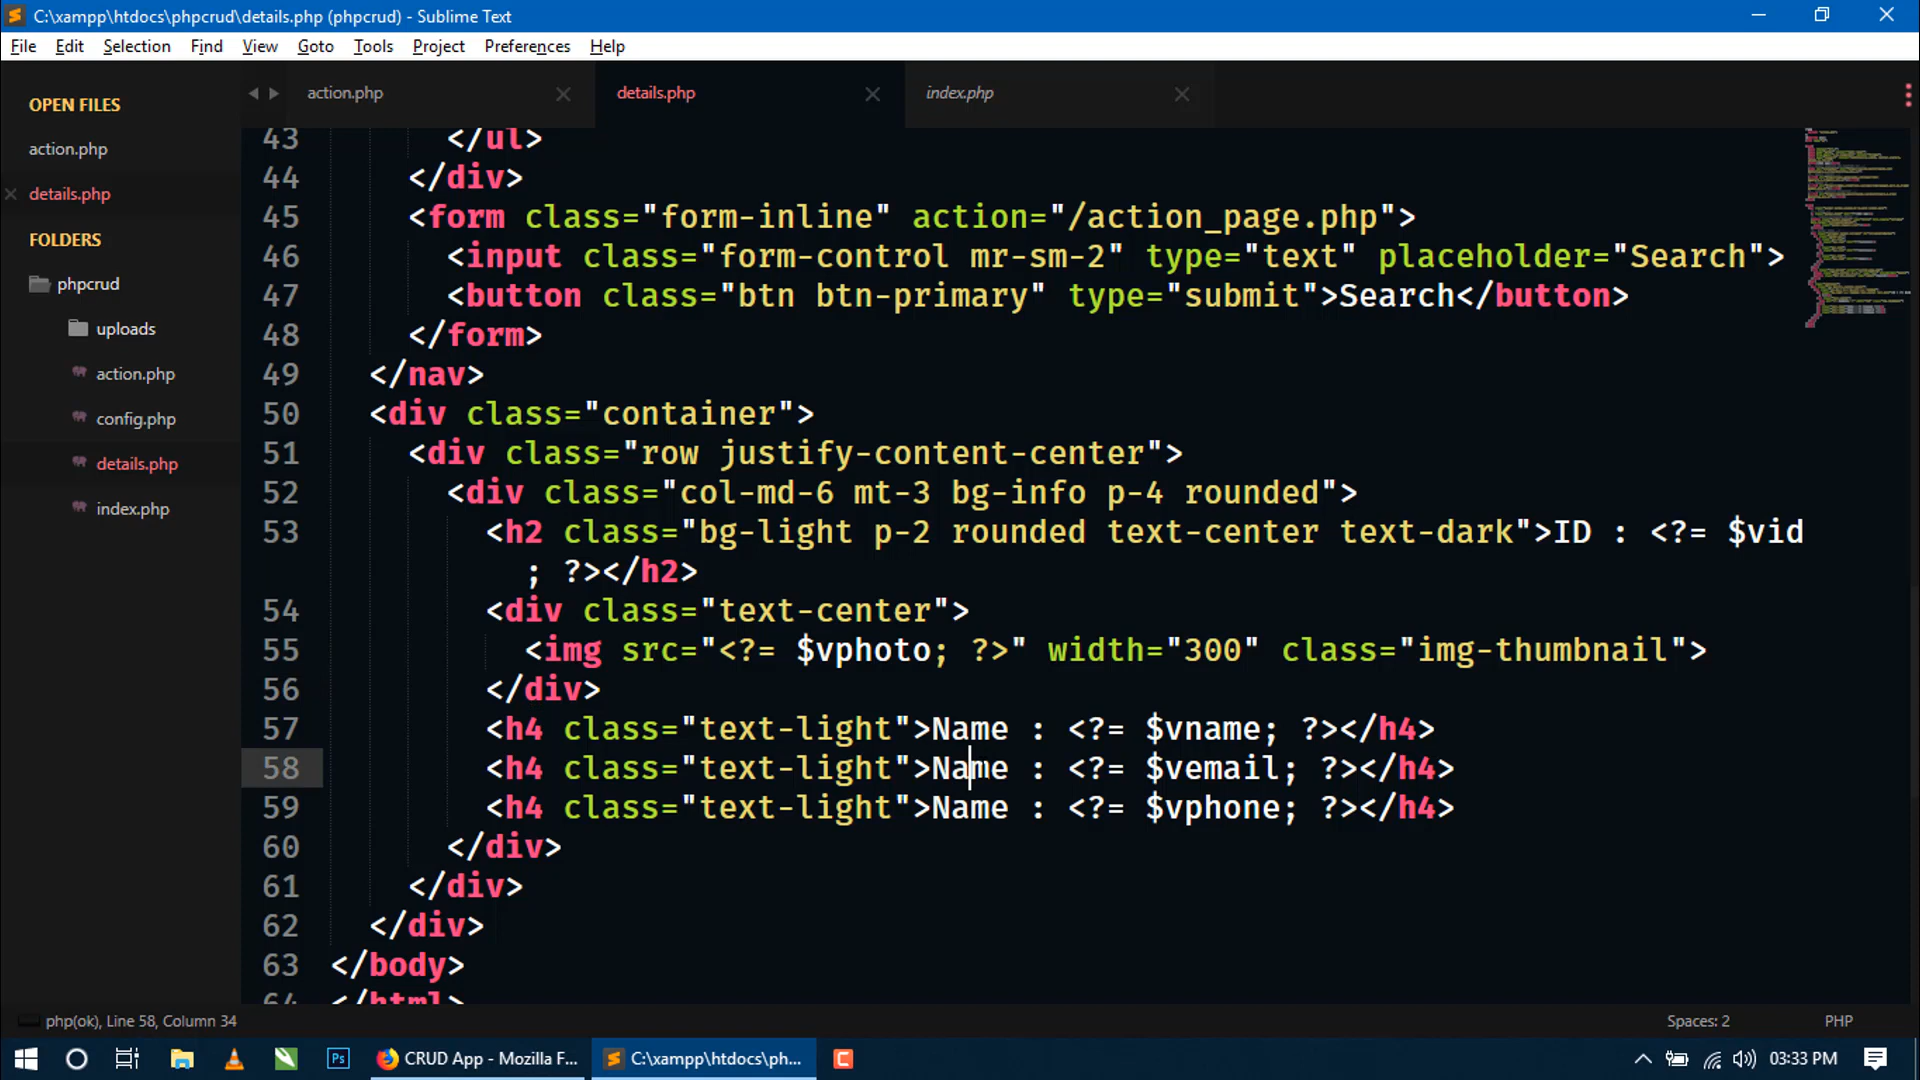 C:\xampp\htdocs\phpcrud\details.php (phpcrud) - Sublime Text
File Edit Selection Find View Goto Tools Project Preferences Help
OPEN FILES
action.php
details.php
FOLDERS
phpcrud
uploads
action.php
config.php
details.php
index.php
action.php details.php index.php
43 </ul>
44 </div>
45 <form class="form-inline" action="/action_page.php">
46 <input class="form-control mr-sm-2" type="text" placeholder="Search">
47 <button class="btn btn-primary" type="submit">Search</button>
48 </form>
49 </nav>
50 <div class="container">
51 <div class="row justify-content-center">
52 <div class="col-md-6 mt-3 bg-info p-4 rounded">
53 <h2 class="bg-light p-2 rounded text-center text-dark">ID : <?= $vid
; ?></h2>
54 <div class="text-center">
55 <img src="<?= $vphoto; ?>" width="300" class="img-thumbnail">
56 </div>
57 <h4 class="text-light">Name : <?= $vname; ?></h4>
58 <h4 class="text-light">Name : <?= $vemail; ?></h4>
59 <h4 class="text-light">Name : <?= $vphone; ?></h4>
60 </div>
61 </div>
62 </div>
63 </body>
64 </html>
php(ok), Line 58, Column 34
Spaces: 2 PHP
Ps
CRUD App - Mozilla F...
C:\xampp\htdocs\ph...
C
03:33 PM